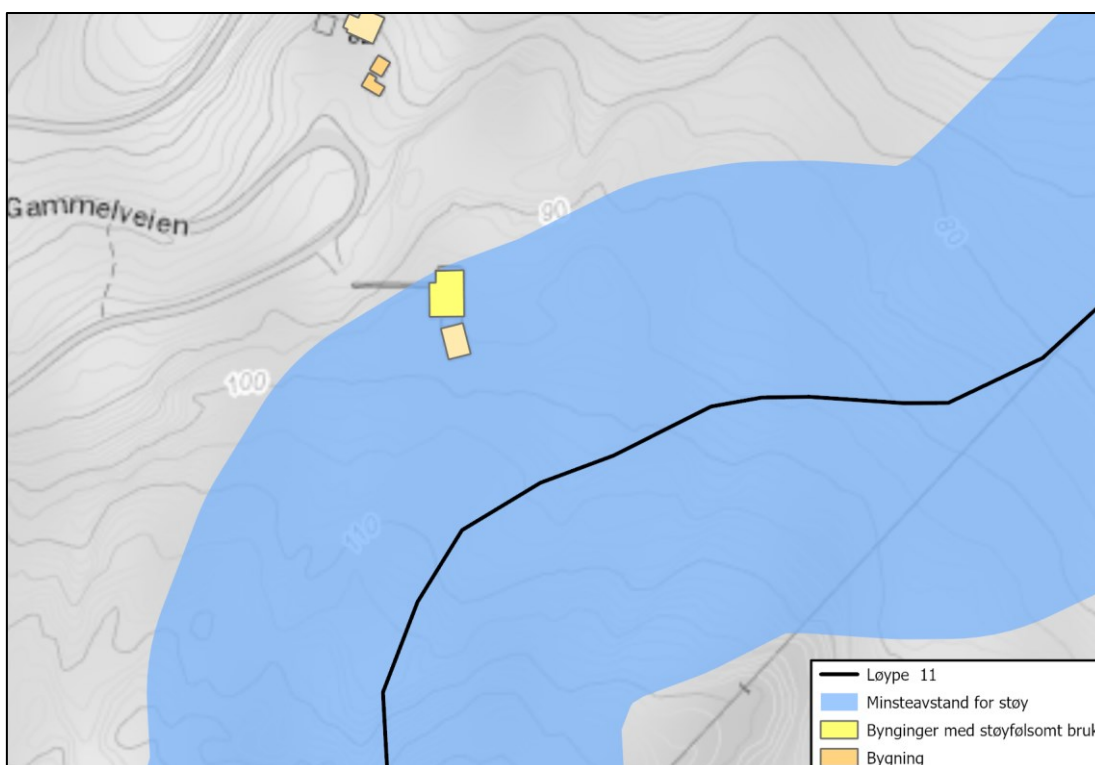 Gammelveien
90
80
100
110
Løype 11
Minsteavstand for støy
Bynginger med støyfølsomt bruk
Bygning